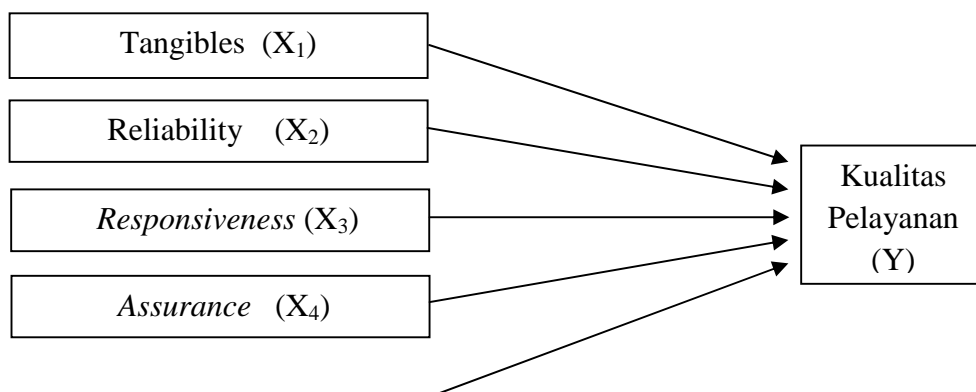 Tangibles (X₁)
Reliability (X₂)
Responsiveness (X₃)
Assurance (X₄)
Kualitas
Pelayanan
(Y)